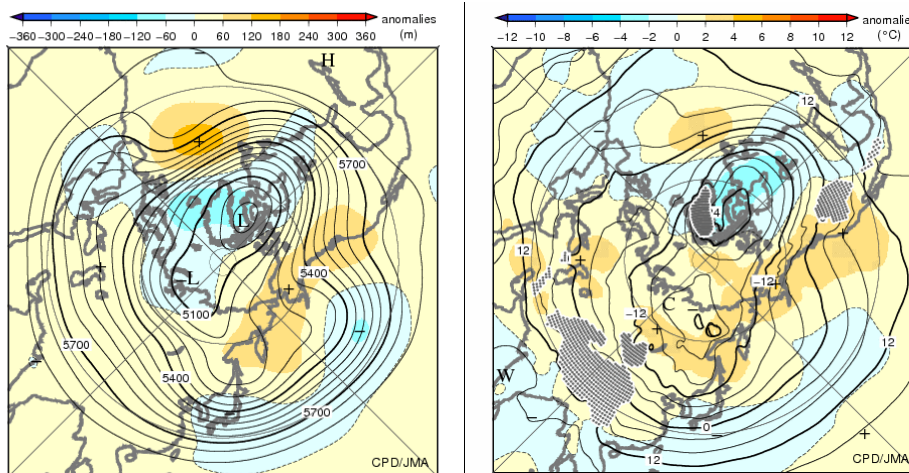 anomalies
−360−300−240−180−120 −60 0 60 120 180 240 300 360 (m)
H
5700
L
5400
L
5100
5700
5400
5700
CPD/JMA
anomalies
−12 −10 −8 −6 −4 −2 0 2 4 6 8 10 12 (°C)
12
4
12
−12
C
−12
12
W
0
12
CPD/JMA